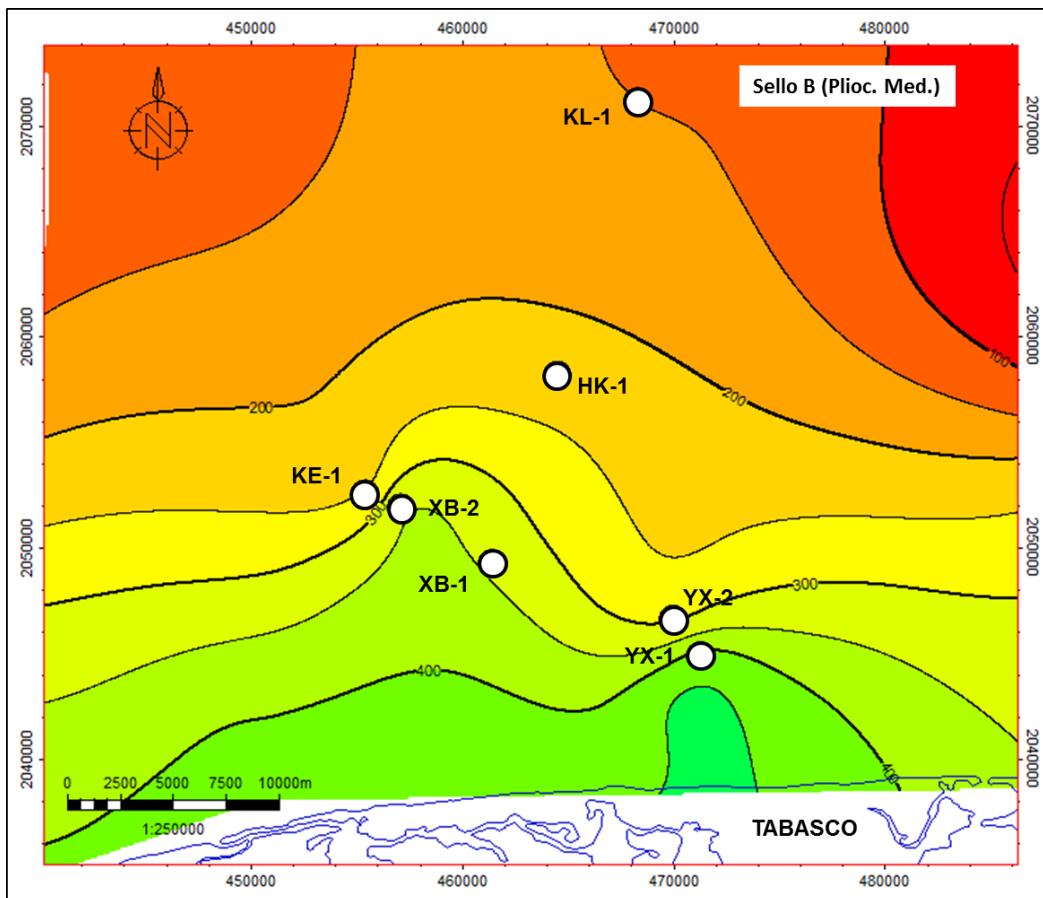 450000 460000 470000 480000
Sello B (Plioc. Med.)
KL-1
2070000 2070000
N
2060000 2060000
100
HK-1
200 200
KE-1
XB-2
300
2050000 2050000
XB-1
300
YX-2
YX-1
400
400
2040000 2040000
0 2500 5000 7500 10000m
1:250000
TABASCO
450000 460000 470000 480000